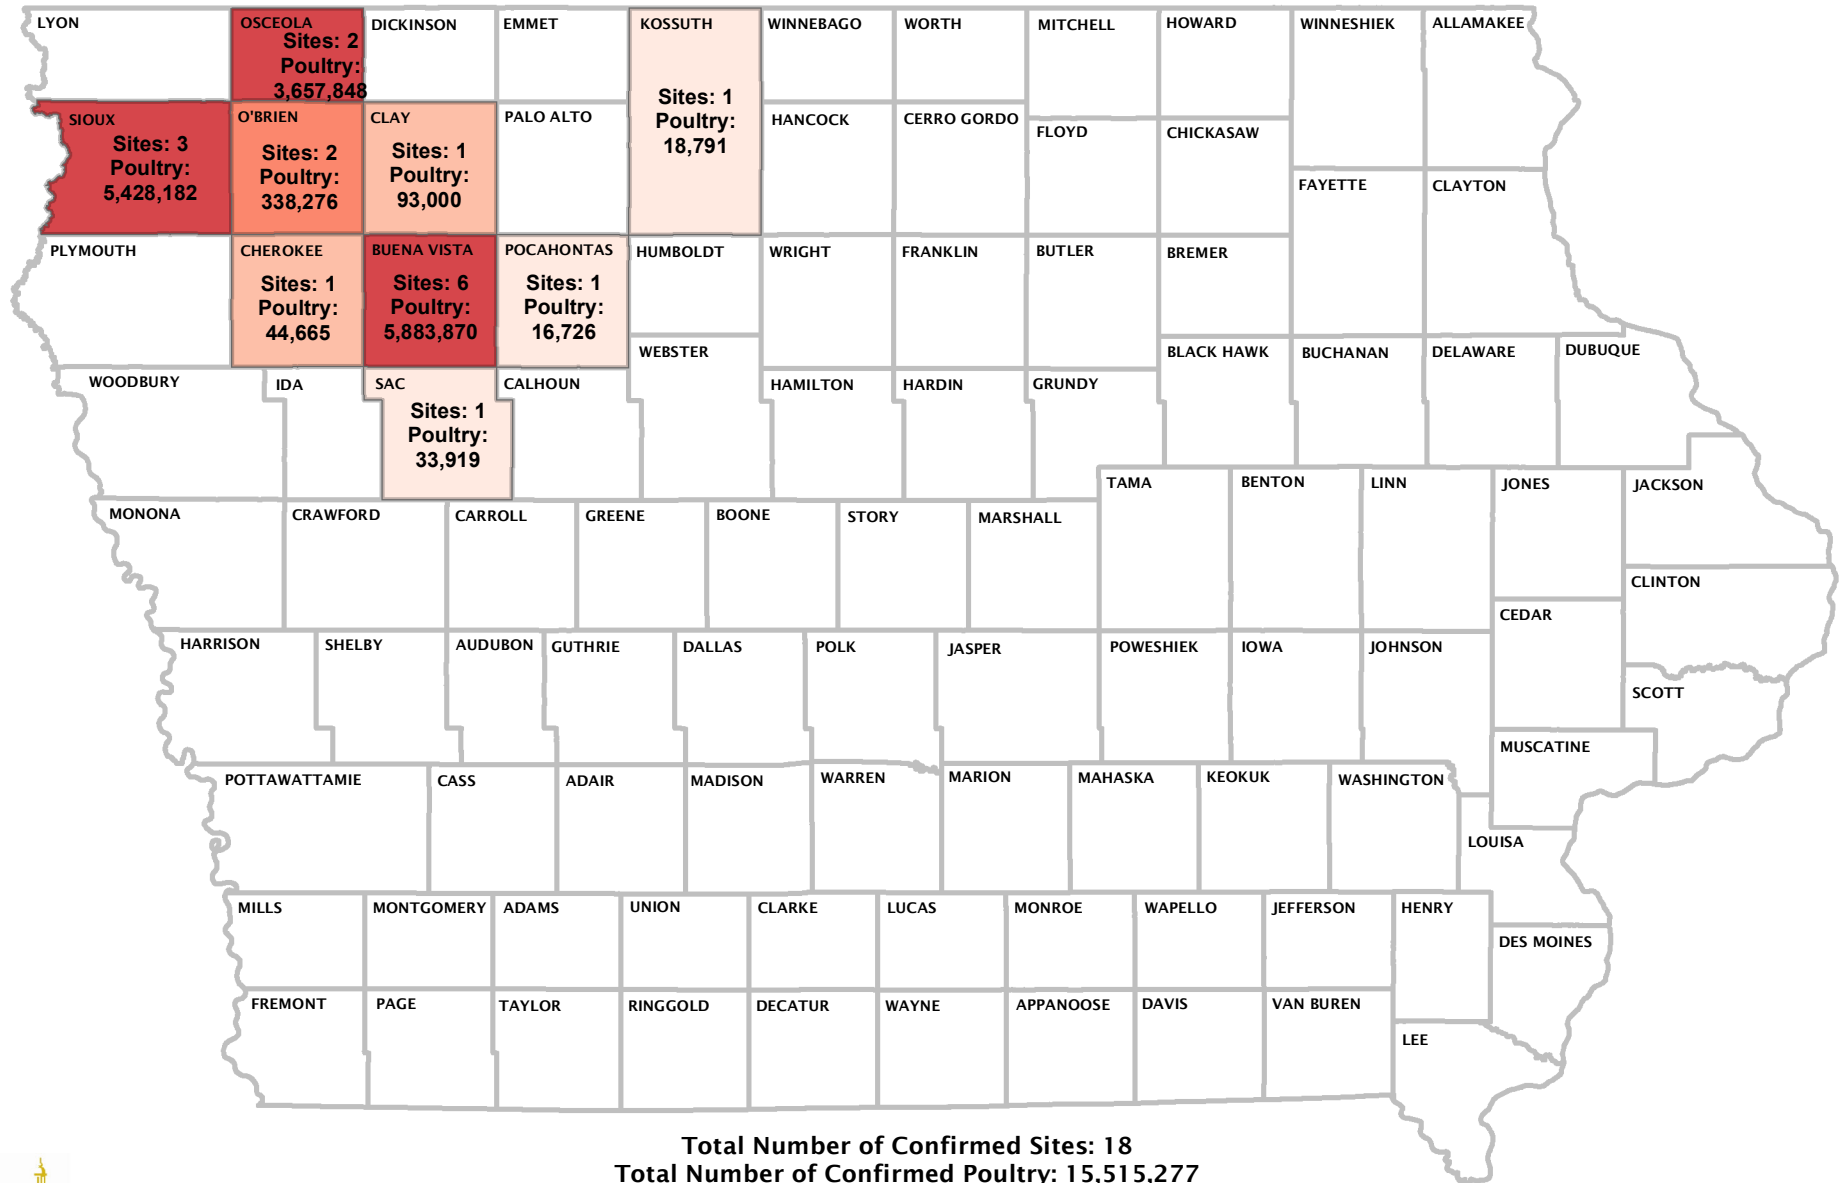 LYON
OSCEOLA
Sites: 2
Poultry:
3,657,848
DICKINSON
EMMET
KOSSUTH
Sites: 1
Poultry:
18,791
WINNEBAGO
WORTH
MITCHELL
HOWARD
WINNESHIEK
ALLAMAKEE
SIOUX
Sites: 3
Poultry:
5,428,182
O'BRIEN
Sites: 2
Poultry:
338,276
CLAY
Sites: 1
Poultry:
93,000
PALO ALTO
HANCOCK
CERRO GORDO
FLOYD
CHICKASAW
FAYETTE
CLAYTON
PLYMOUTH
CHEROKEE
Sites: 1
Poultry:
44,665
BUENA VISTA
Sites: 6
Poultry:
5,883,870
POCAHONTAS
Sites: 1
Poultry:
16,726
HUMBOLDT
WRIGHT
FRANKLIN
BUTLER
BREMER
WEBSTER
BLACK HAWK
BUCHANAN
DELAWARE
DUBUQUE
WOODBURY
IDA
SAC
Sites: 1
Poultry:
33,919
CALHOUN
HAMILTON
HARDIN
GRUNDY
TAMA
BENTON
LINN
JONES
JACKSON
MONONA
CRAWFORD
CARROLL
GREENE
BOONE
STORY
MARSHALL
CLINTON
CEDAR
HARRISON
SHELBY
AUDUBON
GUTHRIE
DALLAS
POLK
JASPER
POWESHIEK
IOWA
JOHNSON
SCOTT
MUSCATINE
POTTAWATTAMIE
CASS
ADAIR
MADISON
WARREN
MARION
MAHASKA
KEOKUK
WASHINGTON
LOUISA
MILLS
MONTGOMERY
ADAMS
UNION
CLARKE
LUCAS
MONROE
WAPELLO
JEFFERSON
HENRY
DES MOINES
FREMONT
PAGE
TAYLOR
RINGGOLD
DECATUR
WAYNE
APPANOOSE
DAVIS
VAN BUREN
LEE
Total Number of Confirmed Sites: 18
Total Number of Confirmed Poultry: 15,515,277